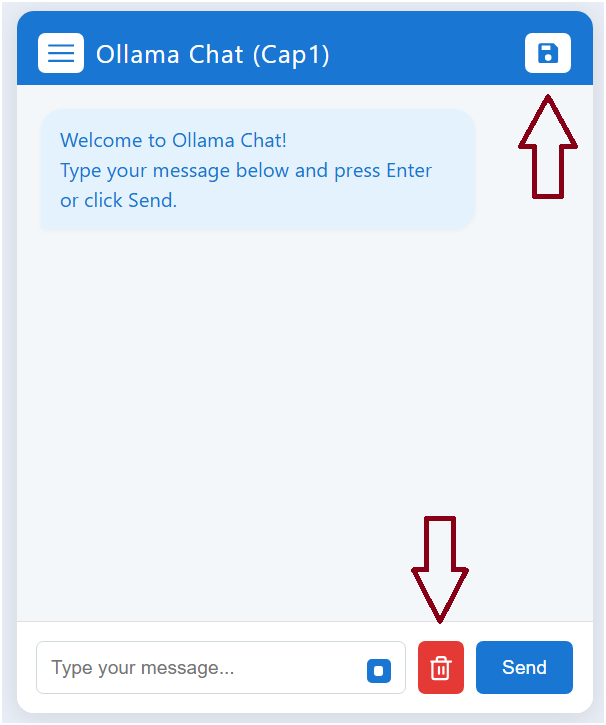 Ollama Chat (Cap1)
Welcome to Ollama Chat!
Type your message below and press Enter
or click Send.
Type your message...
Send